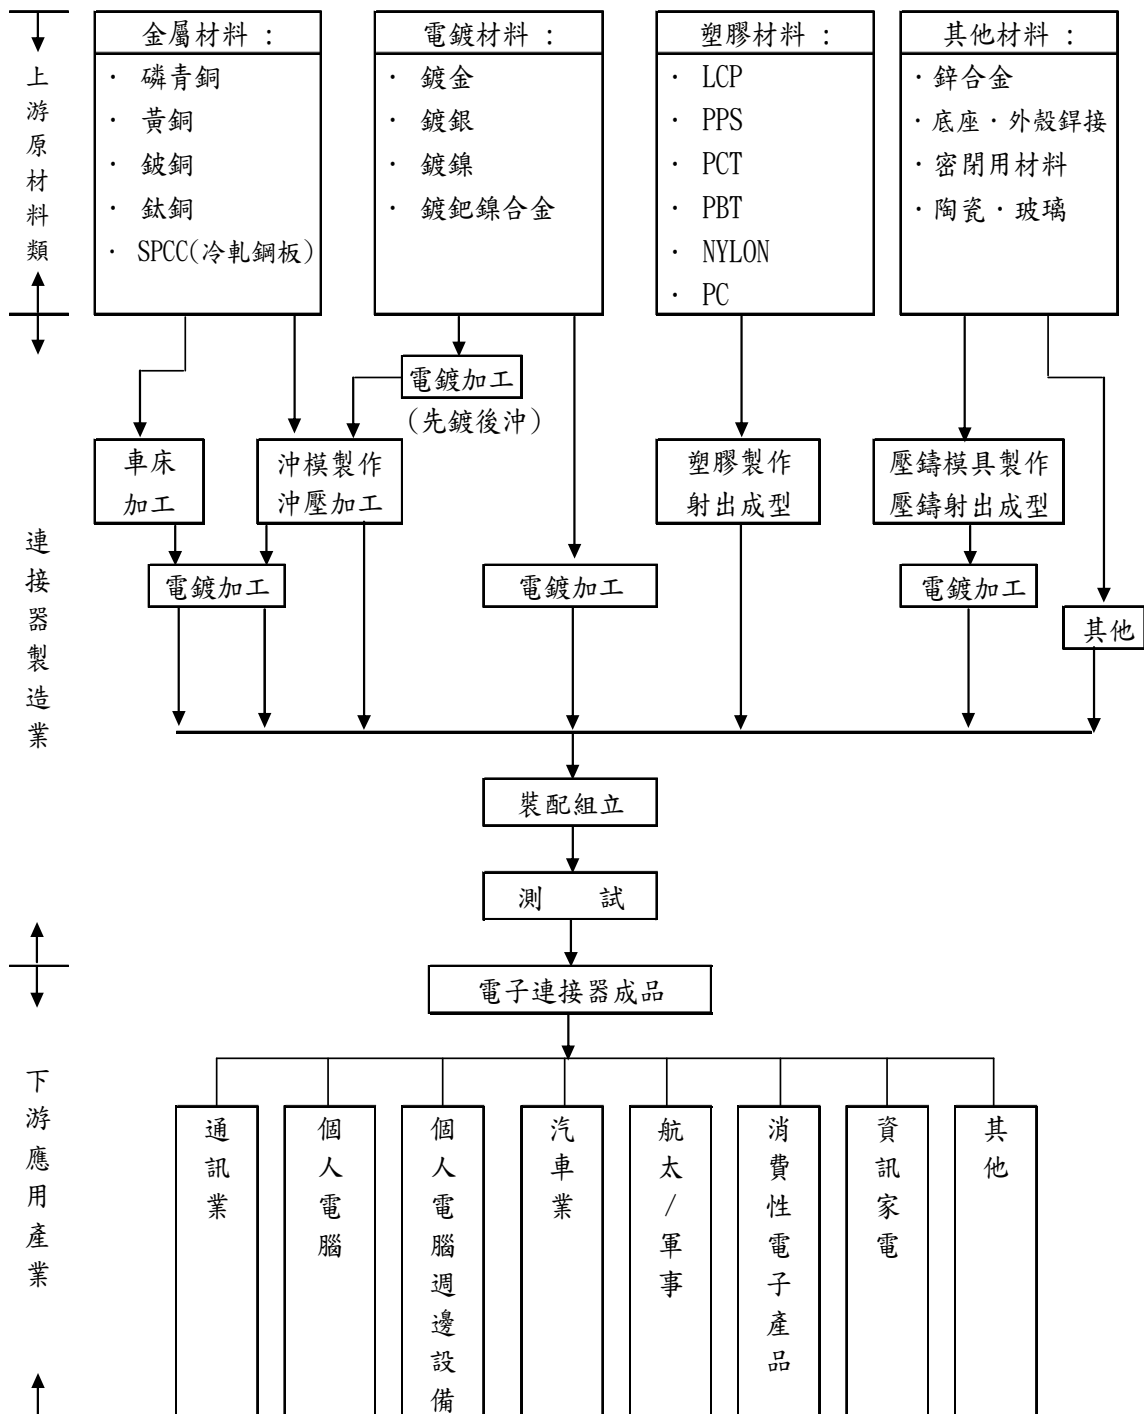 上游原材料類
金屬材料：
· 磷青銅
· 黃銅
· 鈹銅
· 鈦銅
· SPCC(冷軋鋼板)
電鍍材料：
· 鍍金
· 鍍銀
· 鍍鎳
· 鍍鈀鎳合金
塑膠材料：
· LCP
· PPS
· PCT
· PBT
· NYLON
· PC
其他材料：
·鋅合金
·底座·外殼銲接
·密閉用材料
·陶瓷·玻璃
連接器製造業
電鍍加工
(先鍍後沖)
車床
加工
沖模製作
沖壓加工
塑膠製作
射出成型
壓鑄模具製作
壓鑄射出成型
電鍍加工
電鍍加工
電鍍加工
其他
裝配組立
測 試
電子連接器成品
下游應用產業
通訊業
個人電腦
個人電腦週邊設備
汽車業
航太/軍事
消費性電子產品
資訊家電
其他